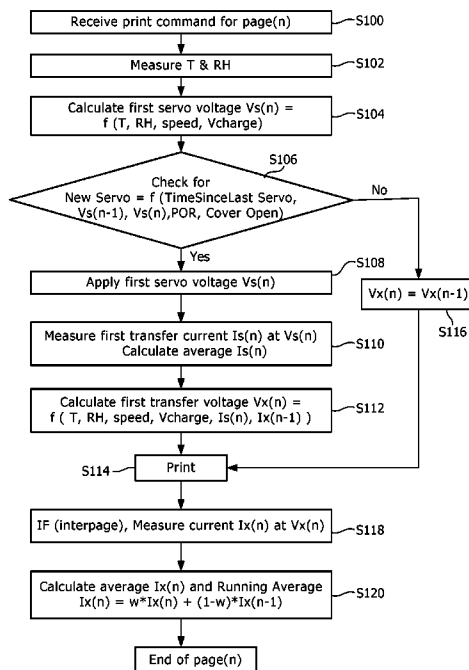 Receive print command for page(n)
S100
Measure T & RH
S102
Calculate first servo voltage Vs(n) =
f (T, RH, speed, Vcharge)
S104
S106
Check for
New Servo = f (TimeSinceLast Servo,
Vs(n-1), Vs(n),POR, Cover Open)
No
Yes
Apply first servo voltage Vs(n)
S108
Vx(n) = Vx(n-1)
S116
Measure first transfer current Is(n) at Vs(n)
Calculate average Is(n)
S110
Calculate first transfer voltage Vx(n) =
f ( T, RH, speed, Vcharge, Is(n), Ix(n-1) )
S112
Print
S114
IF (interpage), Measure current Ix(n) at Vx(n)
S118
Calculate average Ix(n) and Running Average
Ix(n) = w*Ix(n) + (1-w)*Ix(n-1)
S120
End of page(n)